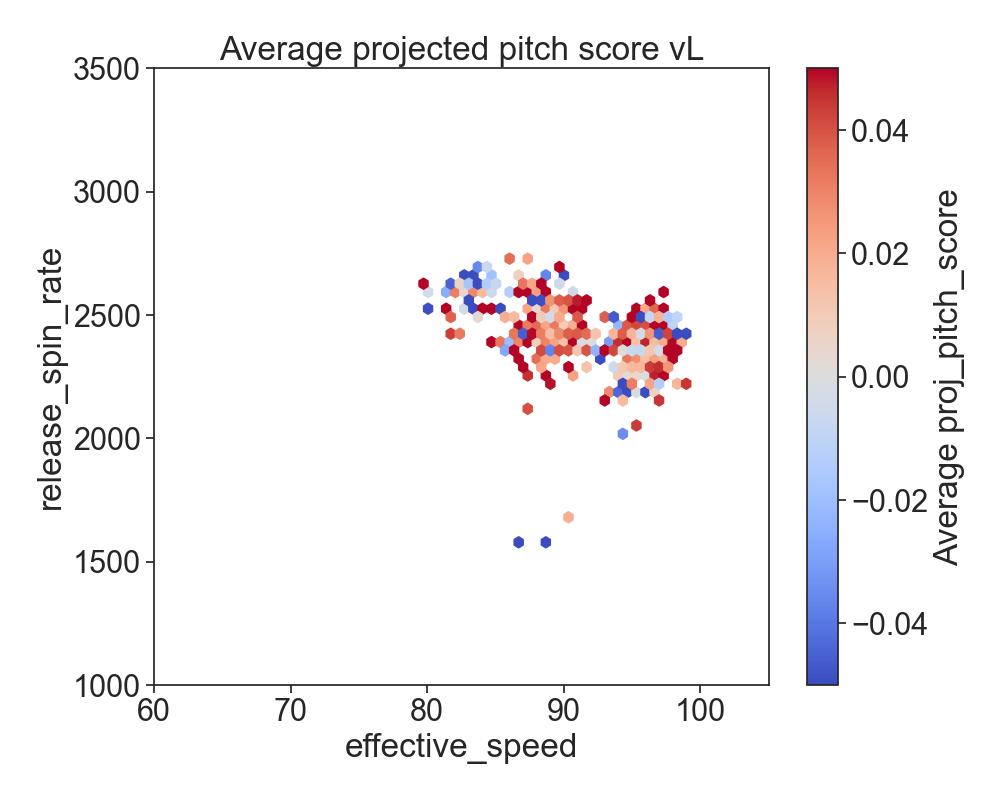 Average projected pitch score vL
3500
3000
2500
2000
1500
1000
release_spin_rate
60 70 80 90 100
effective_speed
0.04
0.02
0.00
−0.02
−0.04
Average proj_pitch_score